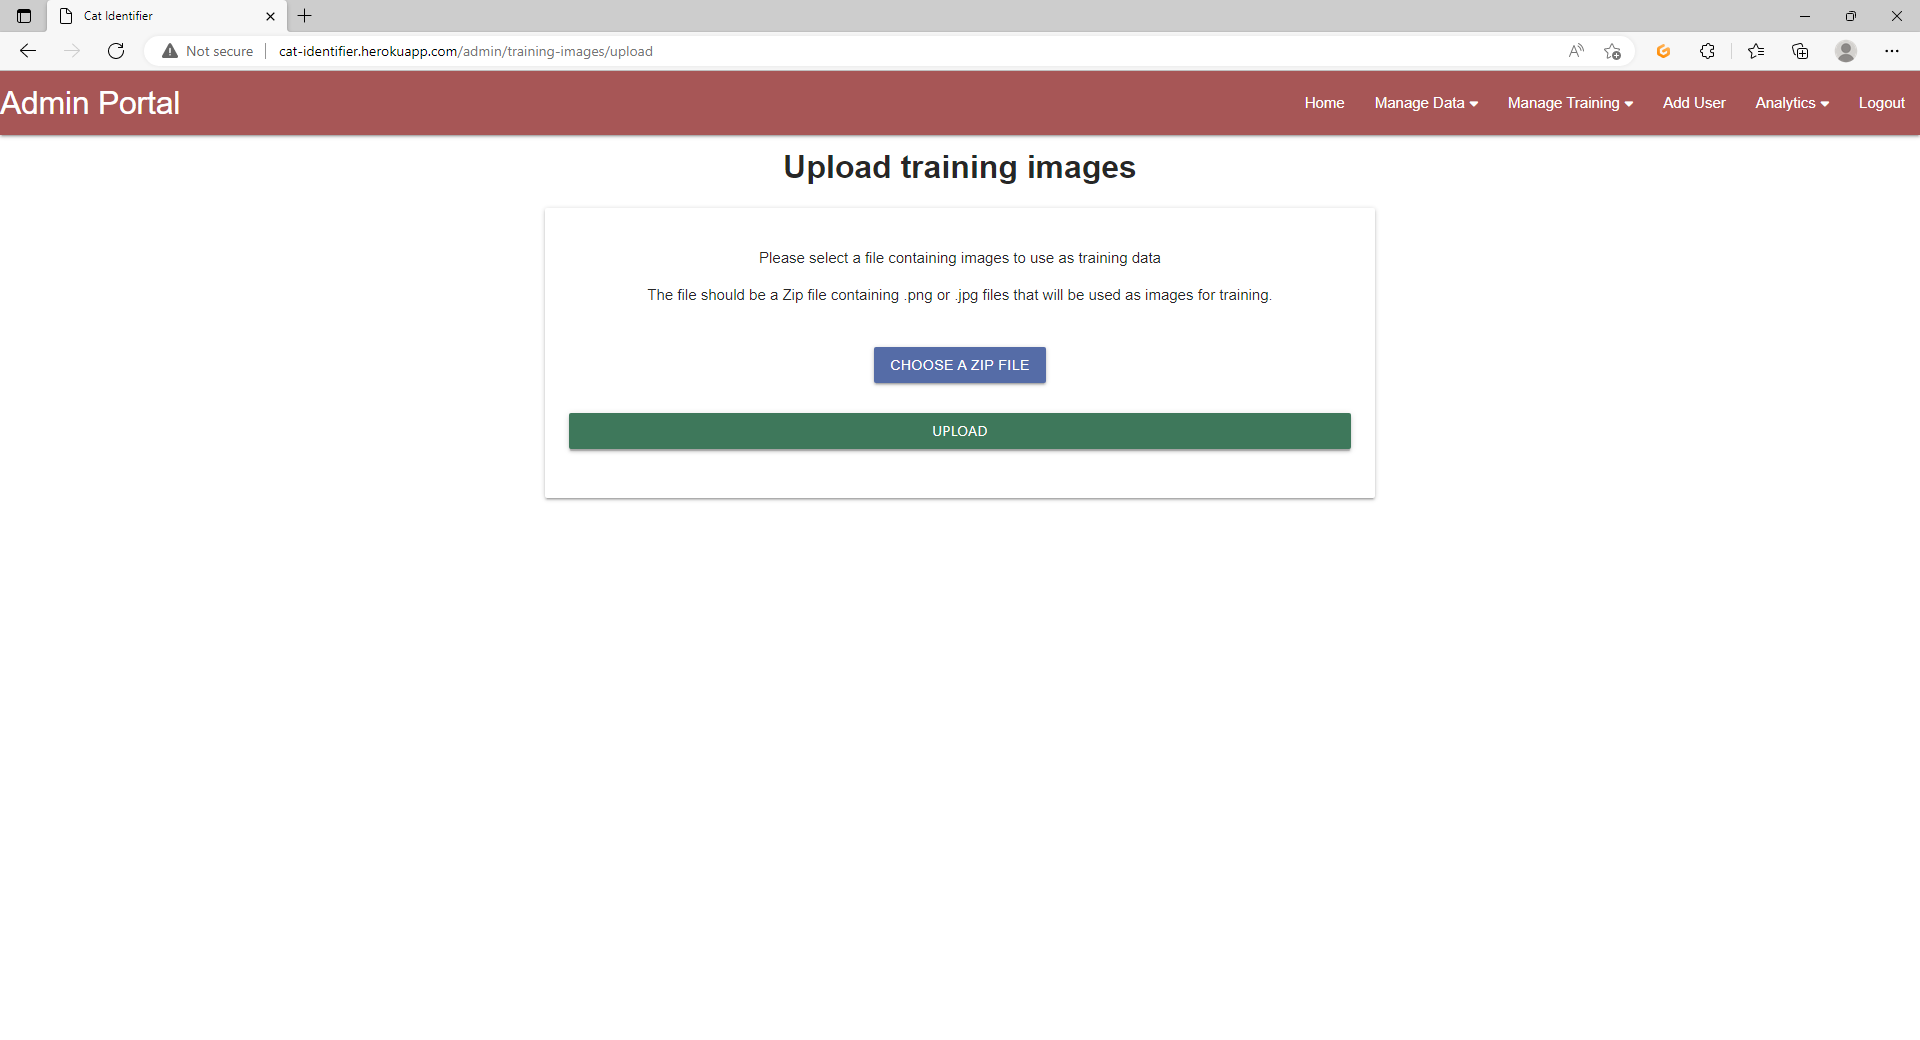 Cat Identifier
Not secure cat-identifier.herokuapp.com/admin/training-images/upload
Admin Portal Home Manage Data Manage Training Add User Analytics Logout
Upload training images
Please select a file containing images to use as training data
The file should be a Zip file containing .png or .jpg files that will be used as images for training.
CHOOSE A ZIP FILE
UPLOAD